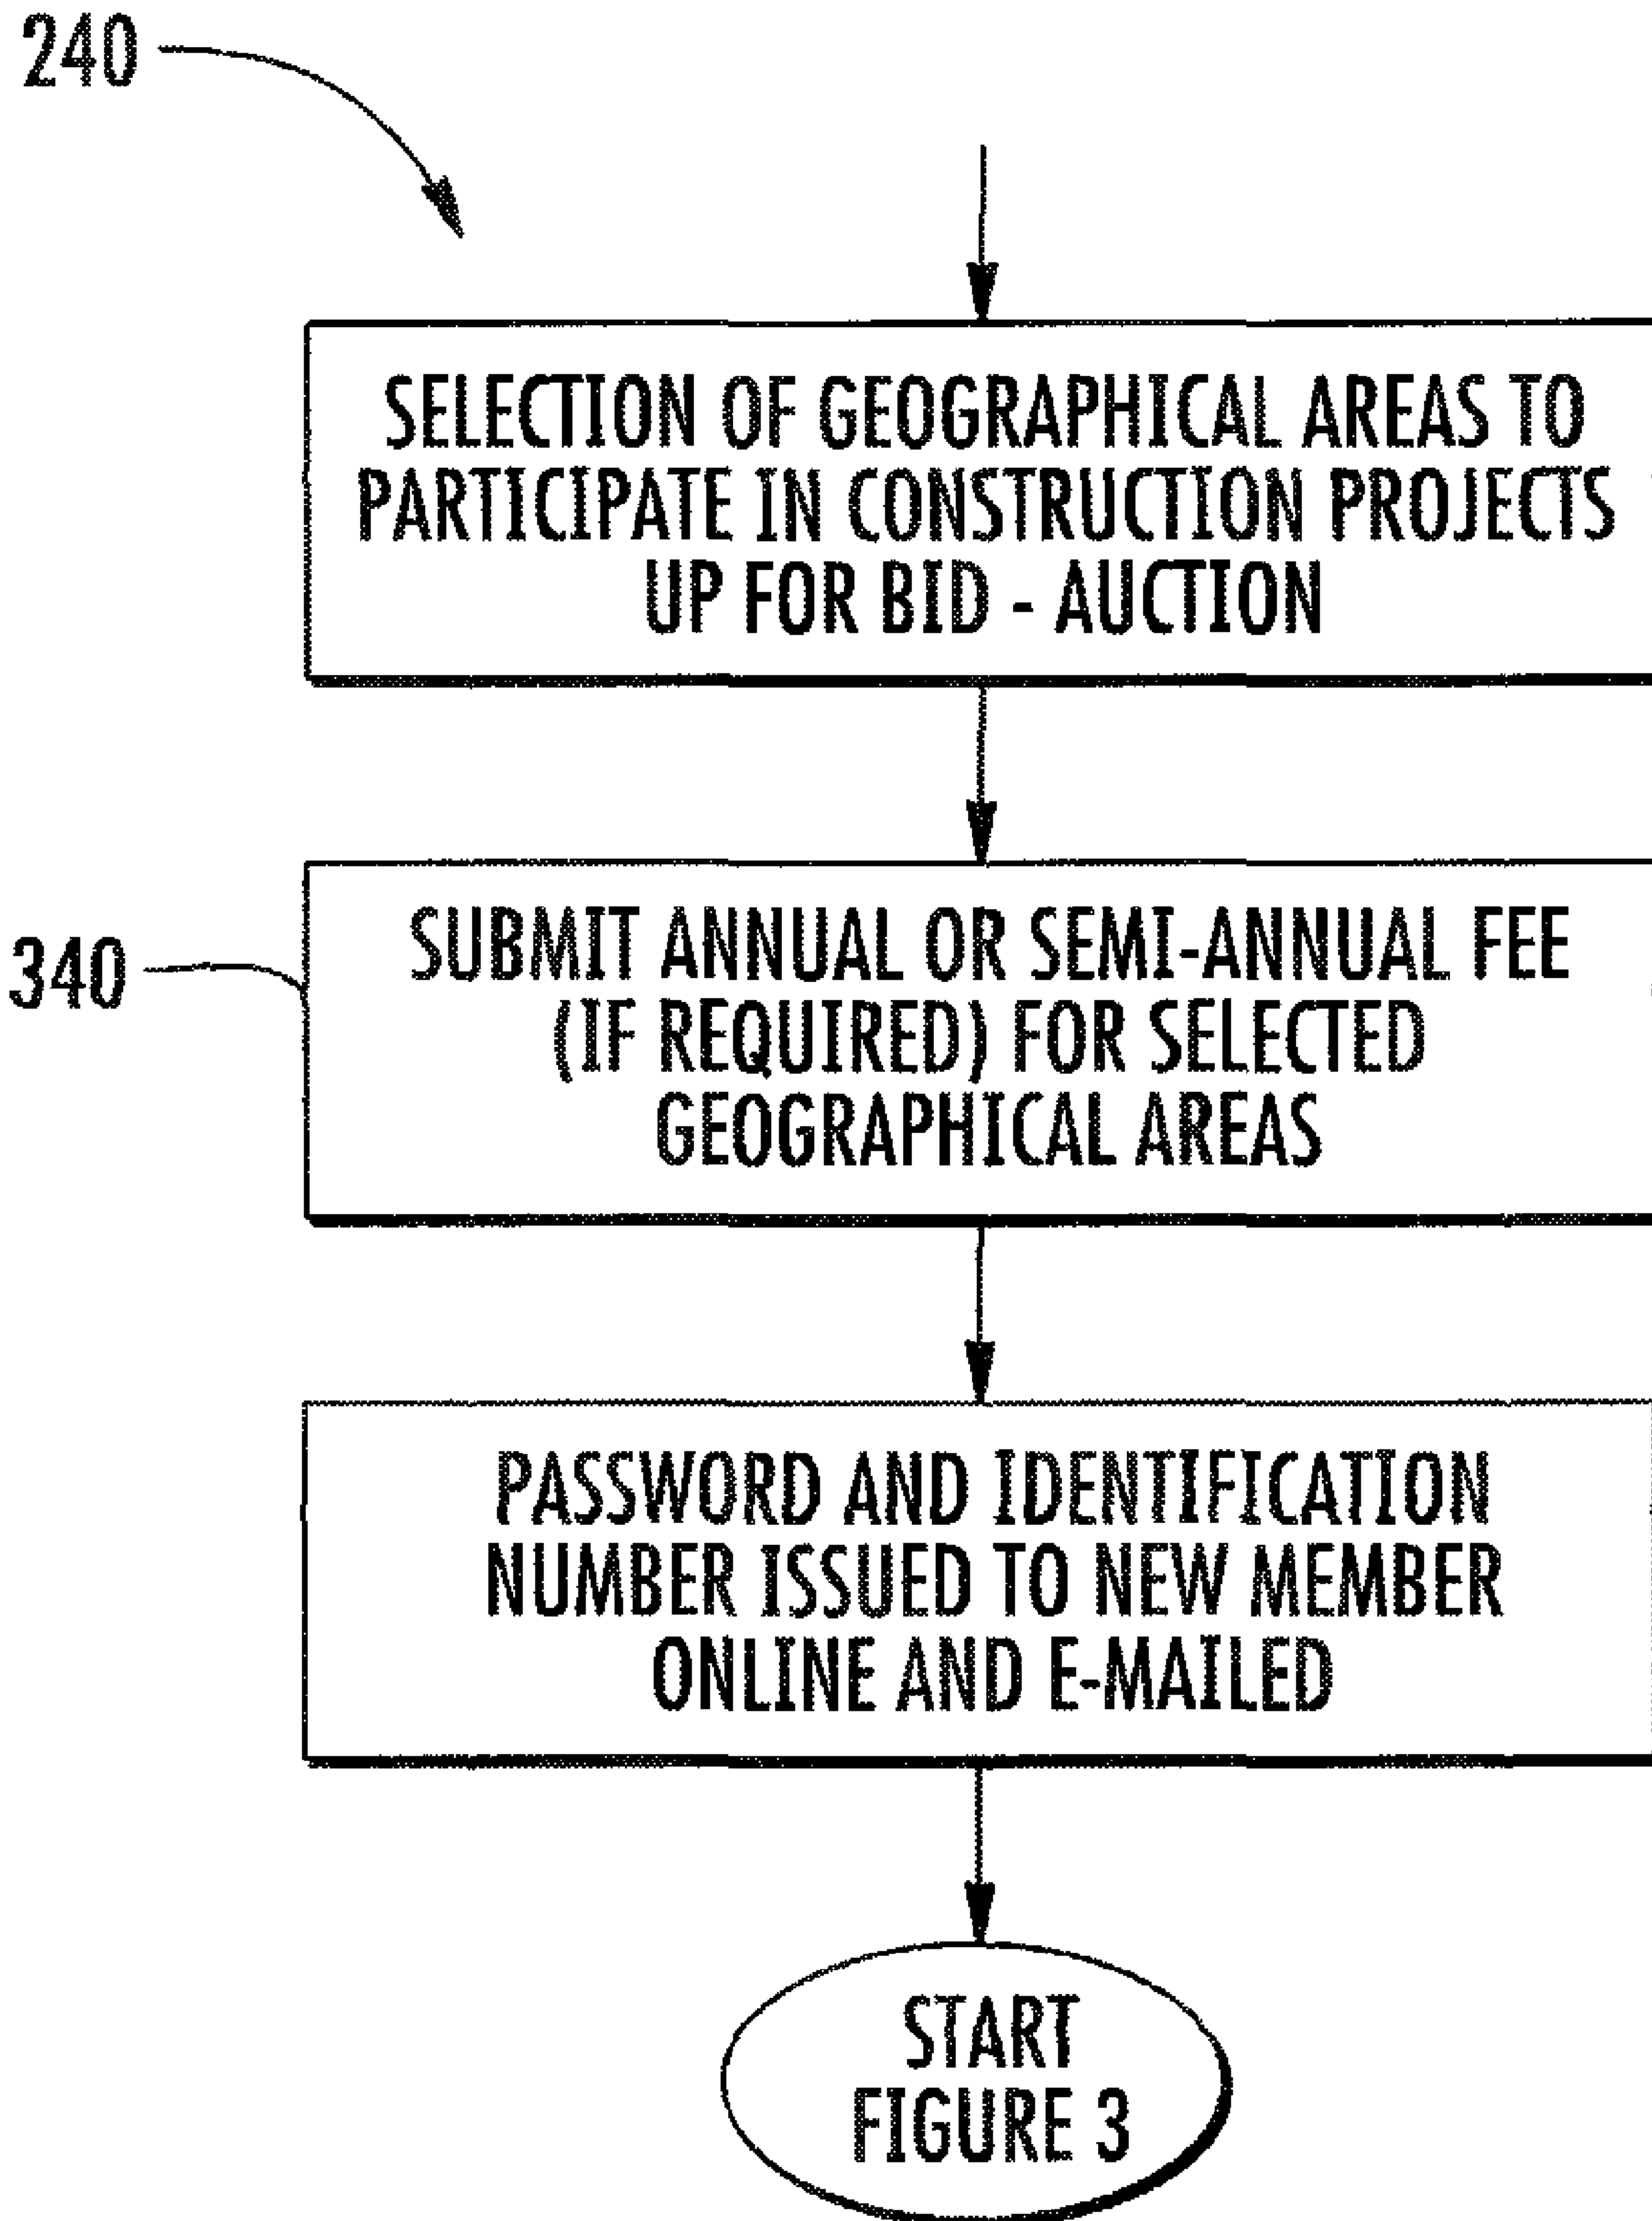 240
SELECTION OF GEOGRAPHICAL AREAS TO
PARTICIPATE IN CONSTRUCTION PROJECTS
UP FOR BID - AUCTION
340
SUBMIT ANNUAL OR SEMI-ANNUAL FEE
(IF REQUIRED) FOR SELECTED
GEOGRAPHICAL AREAS
PASSWORD AND IDENTIFICATION
NUMBER ISSUED TO NEW MEMBER
ONLINE AND E-MAILED
START
FIGURE 3